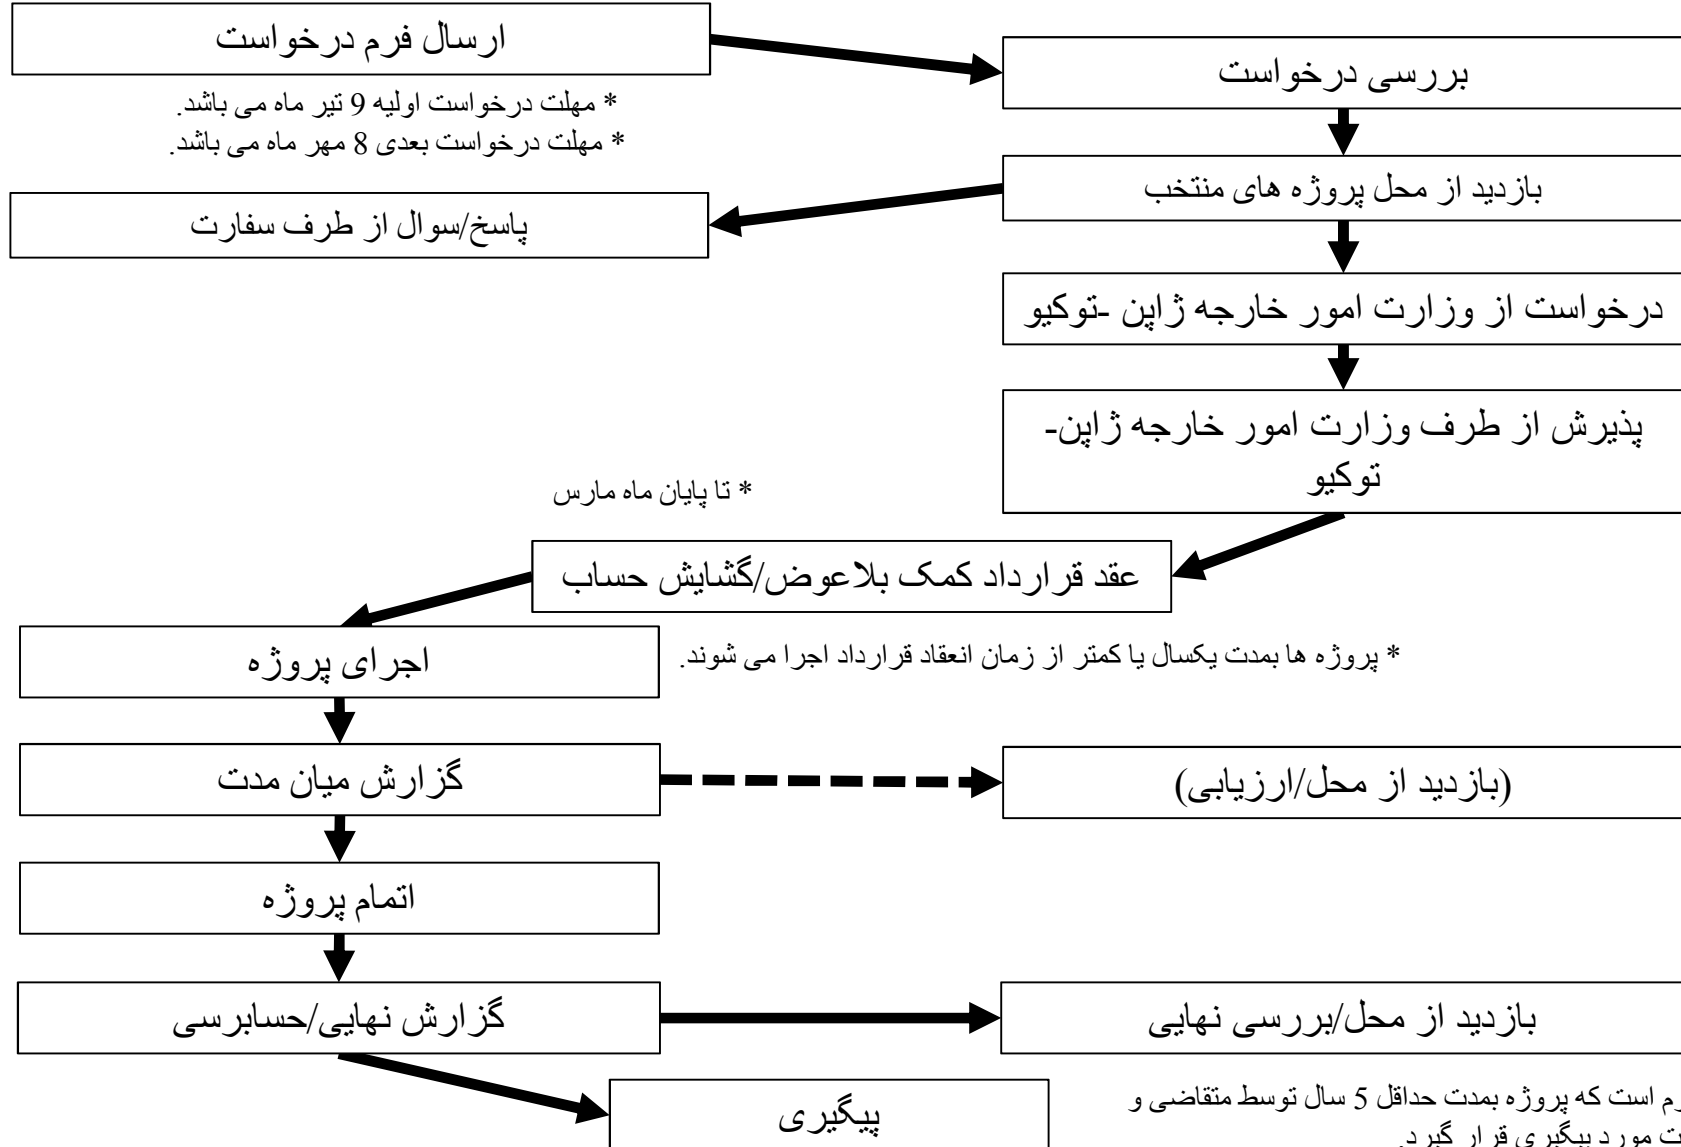 ارسال فرم درخواست
بررسی درخواست
* مهلت درخواست اولیه 9 تیر ماه می باشد.
* مهلت درخواست بعدی 8 مهر ماه می باشد.
بازدید از محل پروژه های منتخب
پاسخ/سوال از طرف سفارت
درخواست از وزارت امور خارجه ژاپن -توکیو
پذیرش از طرف وزارت امور خارجه ژاپن-
توکیو
* تا پایان ماه مارس
عقد قرارداد کمک بلاعوض/گشایش حساب
اجرای پروژه
* پروژه ها بمدت یکسال یا کمتر از زمان انعقاد قرارداد اجرا می شوند.
گزارش میان مدت
(بازدید از محل/ارزیابی)
اتمام پروژه
گزارش نهایی/حسابرسی
بازدید از محل/بررسی نهایی
پیگیری
است که پروژه بمدت حداقل 5 سال توسط متقاضی و
مورد پیگیری قرار گیرد.